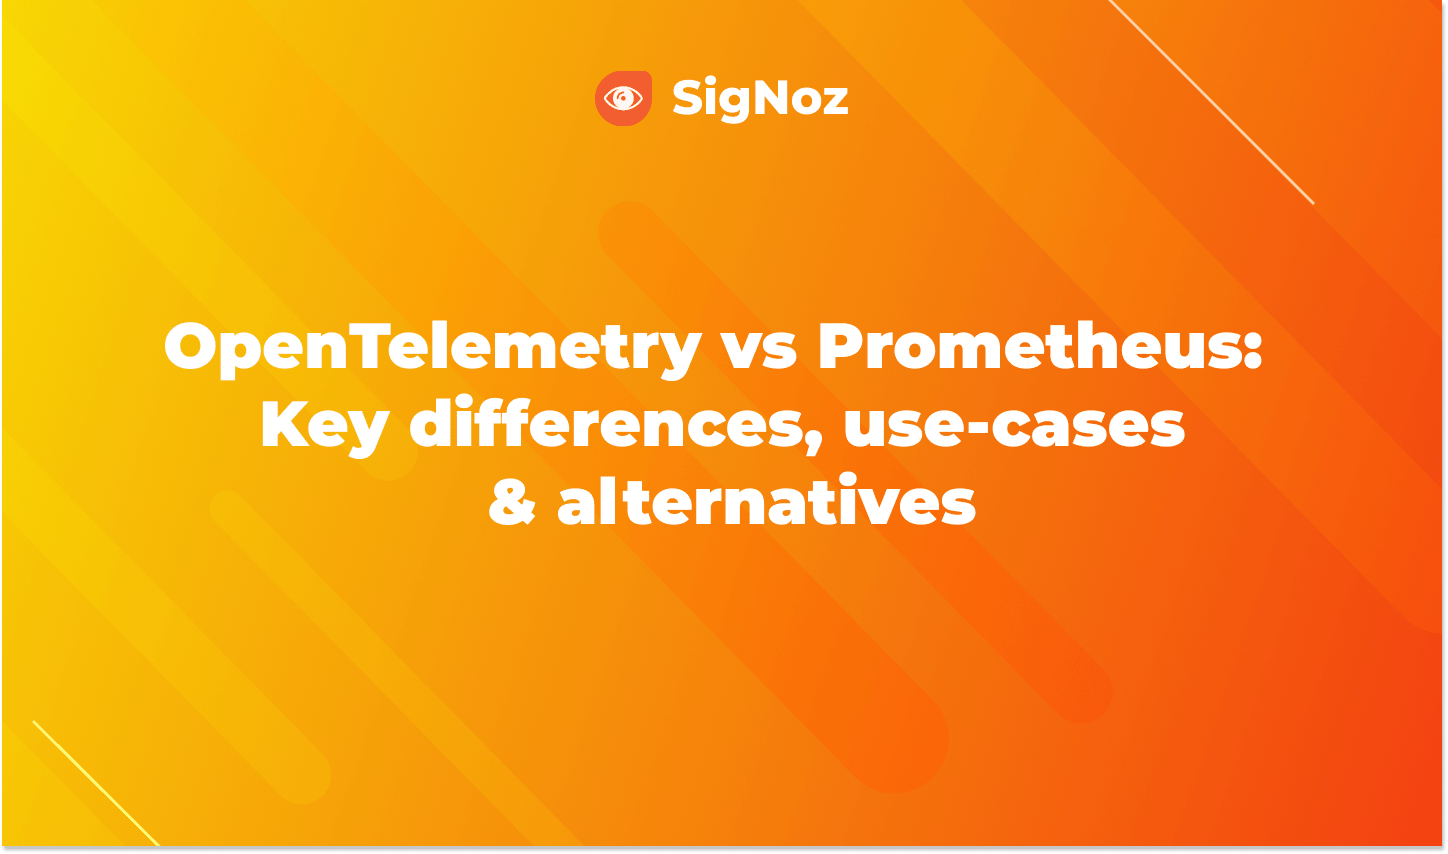 SigNoz
OpenTelemetry vs Prometheus:
Key differences, use-cases
& alternatives